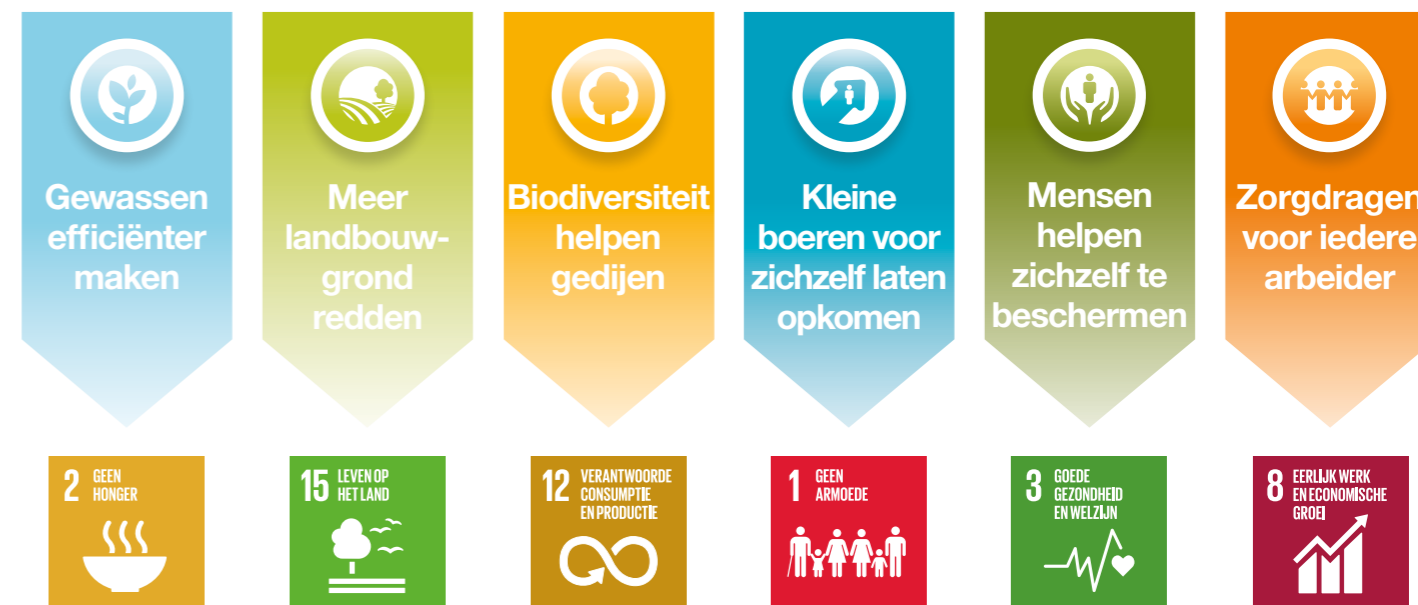 Gewassen
efficiënter
maken
Meer
landbouw-
grond
redden
Biodiversiteit
helpen
gedijen
Kleine
boeren voor
zichzelf laten
opkomen
Mensen
helpen
zichzelf te
beschermen
Zorgdragen
voor iedere
arbeider
2 GEEN
HONGER
15 LEVEN OP
HET LAND
12 VERANTWOORDE
CONSUMPTIE
EN PRODUCTIE
1 GEEN
ARMOEDE
3 GOEDE
GEZONDHEID
EN WELZIJN
8 EERLIJK WERK
EN ECONOMISCHE
GROEI